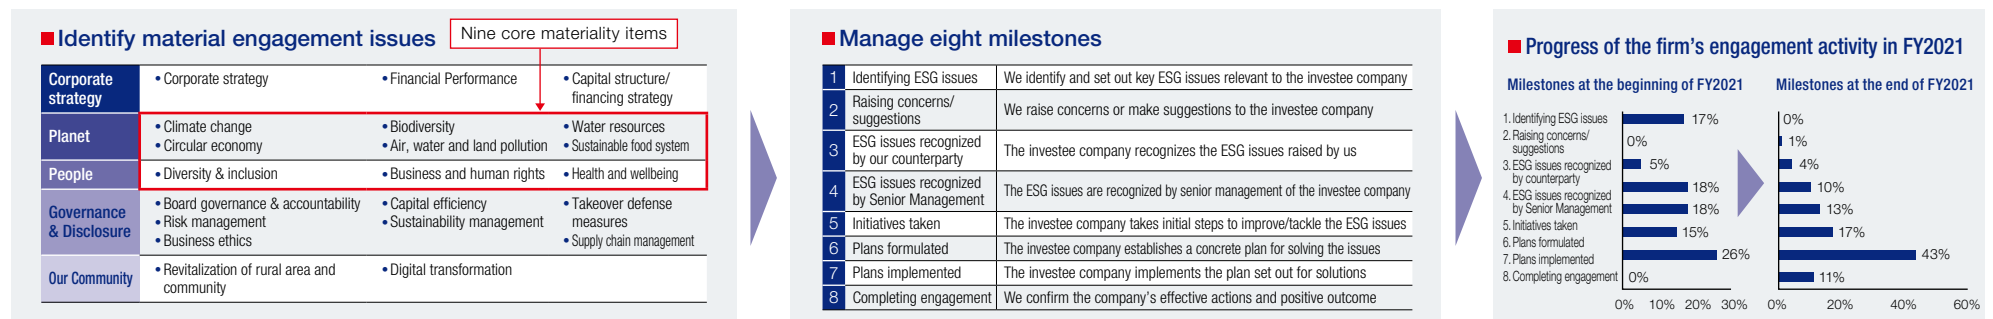 Identify material engagement issues
Nine core materiality items
Corporate
strategy
• Corporate strategy
• Financial Performance
• Capital structure/
financing strategy
Planet
• Climate change
• Circular economy
• Biodiversity
• Air, water and land pollution
• Water resources
• Sustainable food system
People
• Diversity & inclusion
• Business and human rights
• Health and wellbeing
Governance
& Disclosure
• Board governance & accountability
• Risk management
• Business ethics
• Capital efficiency
• Sustainability management
• Takeover defense
measures
• Supply chain management
Our Community
• Revitalization of rural area and
community
• Digital transformation
Manage eight milestones
1 Identifying ESG issues We identify and set out key ESG issues relevant to the investee company
2 Raising concerns/
suggestions
We raise concerns or make suggestions to the investee company
3 ESG issues recognized
by our counterparty
The investee company recognizes the ESG issues raised by us
4 ESG issues recognized
by Senior Management
The ESG issues are recognized by senior management of the investee company
5 Initiatives taken The investee company takes initial steps to improve/tackle the ESG issues
6 Plans formulated The investee company establishes a concrete plan for solving the issues
7 Plans implemented The investee company implements the plan set out for solutions
8 Completing engagement We confirm the company's effective actions and positive outcome
Progress of the firm's engagement activity in FY2021
Milestones at the beginning of FY2021
1. Identifying ESG issues
2. Raising concerns/
suggestions
3. ESG issues recognized
by counterparty
4. ESG issues recognized
by Senior Management
5. Initiatives taken
6. Plans formulated
7. Plans implemented
8. Completing engagement
17%
0%
5%
18%
18%
15%
26%
0%
0% 10% 20% 30%
Milestones at the end of FY2021
0%
1%
4%
10%
13%
17%
43%
11%
0% 20% 40% 60%